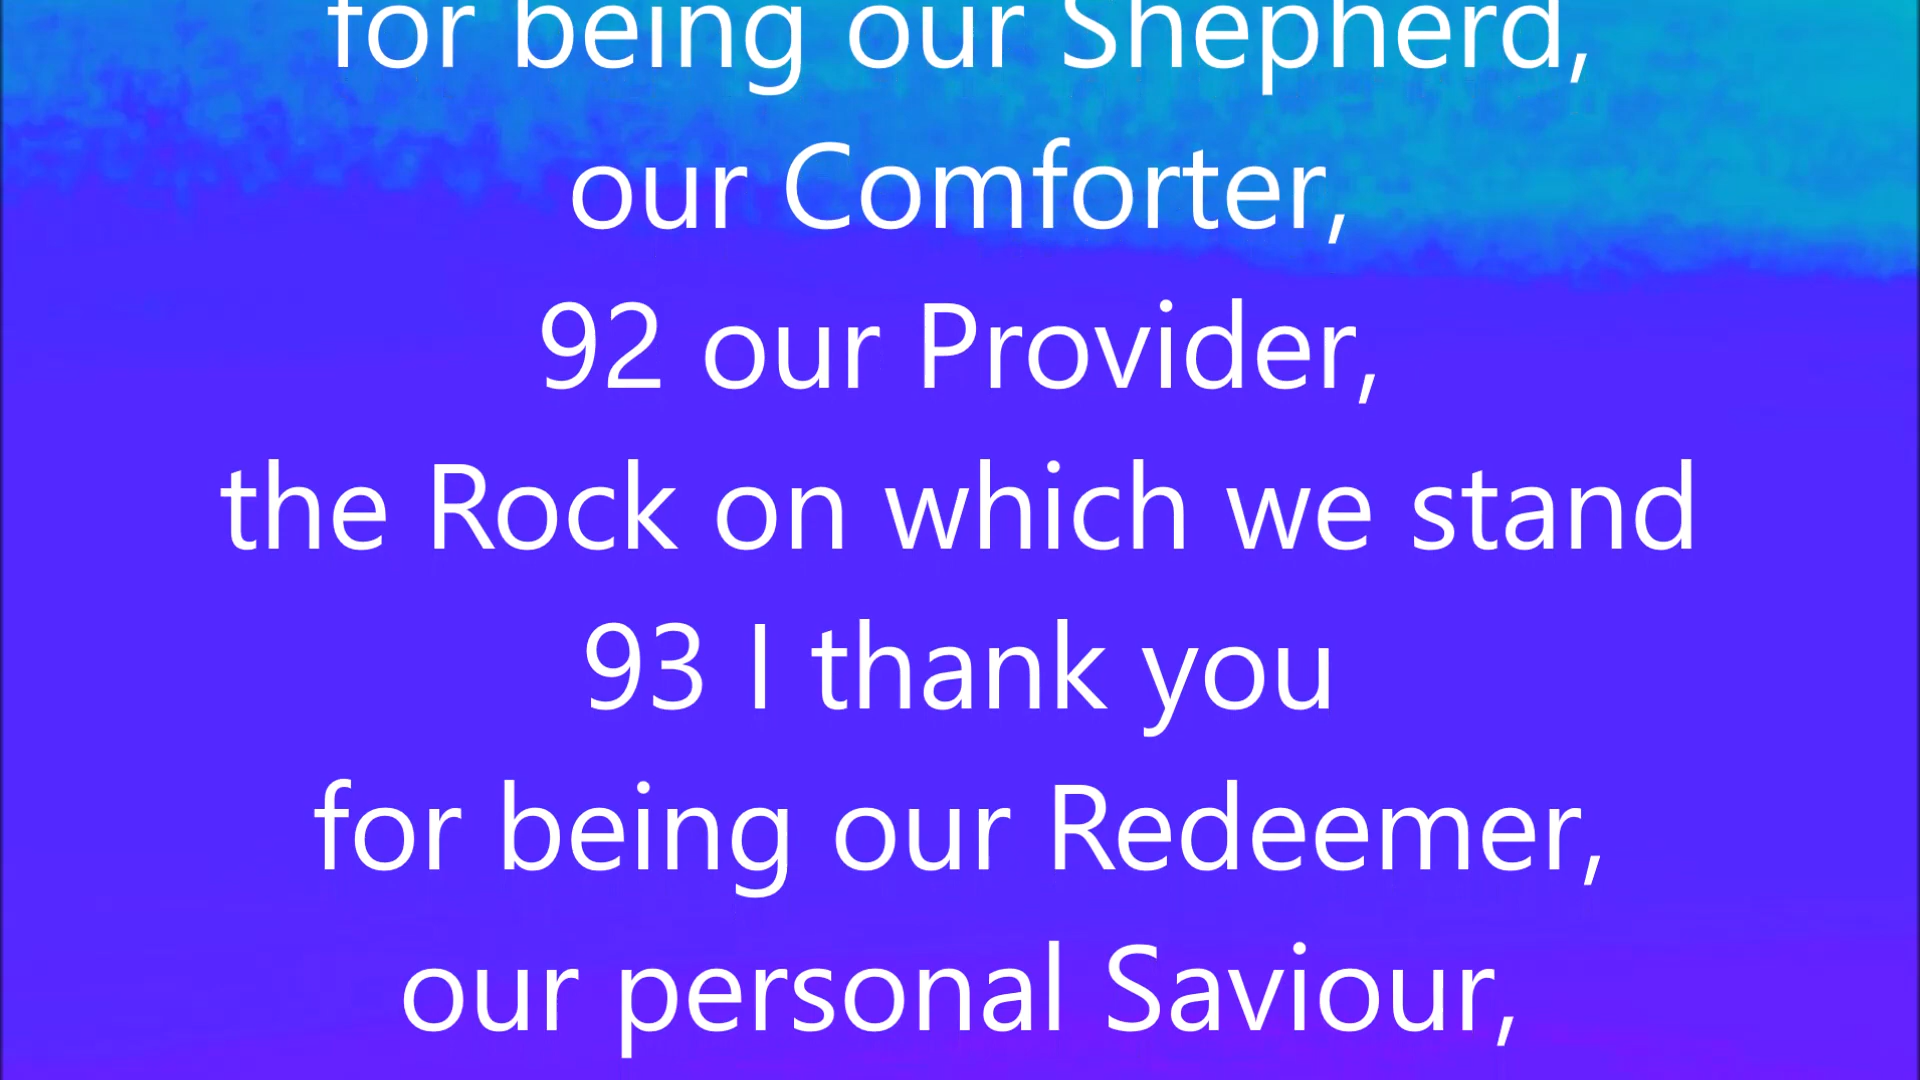 for being our Shepherd,
our Comforter,
92 our Provider,
the Rock on which we stand
93 I thank you
for being our Redeemer,
our personal Saviour,